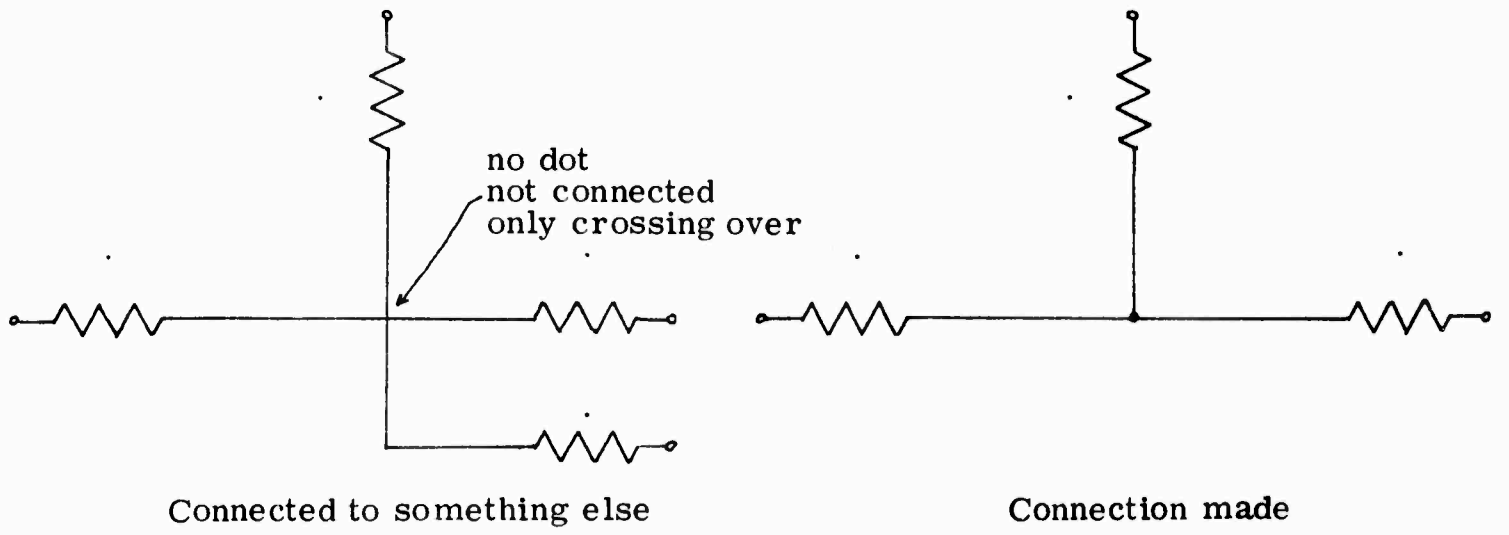 no dot
not connected
only crossing over
Connected to something else
Connection made